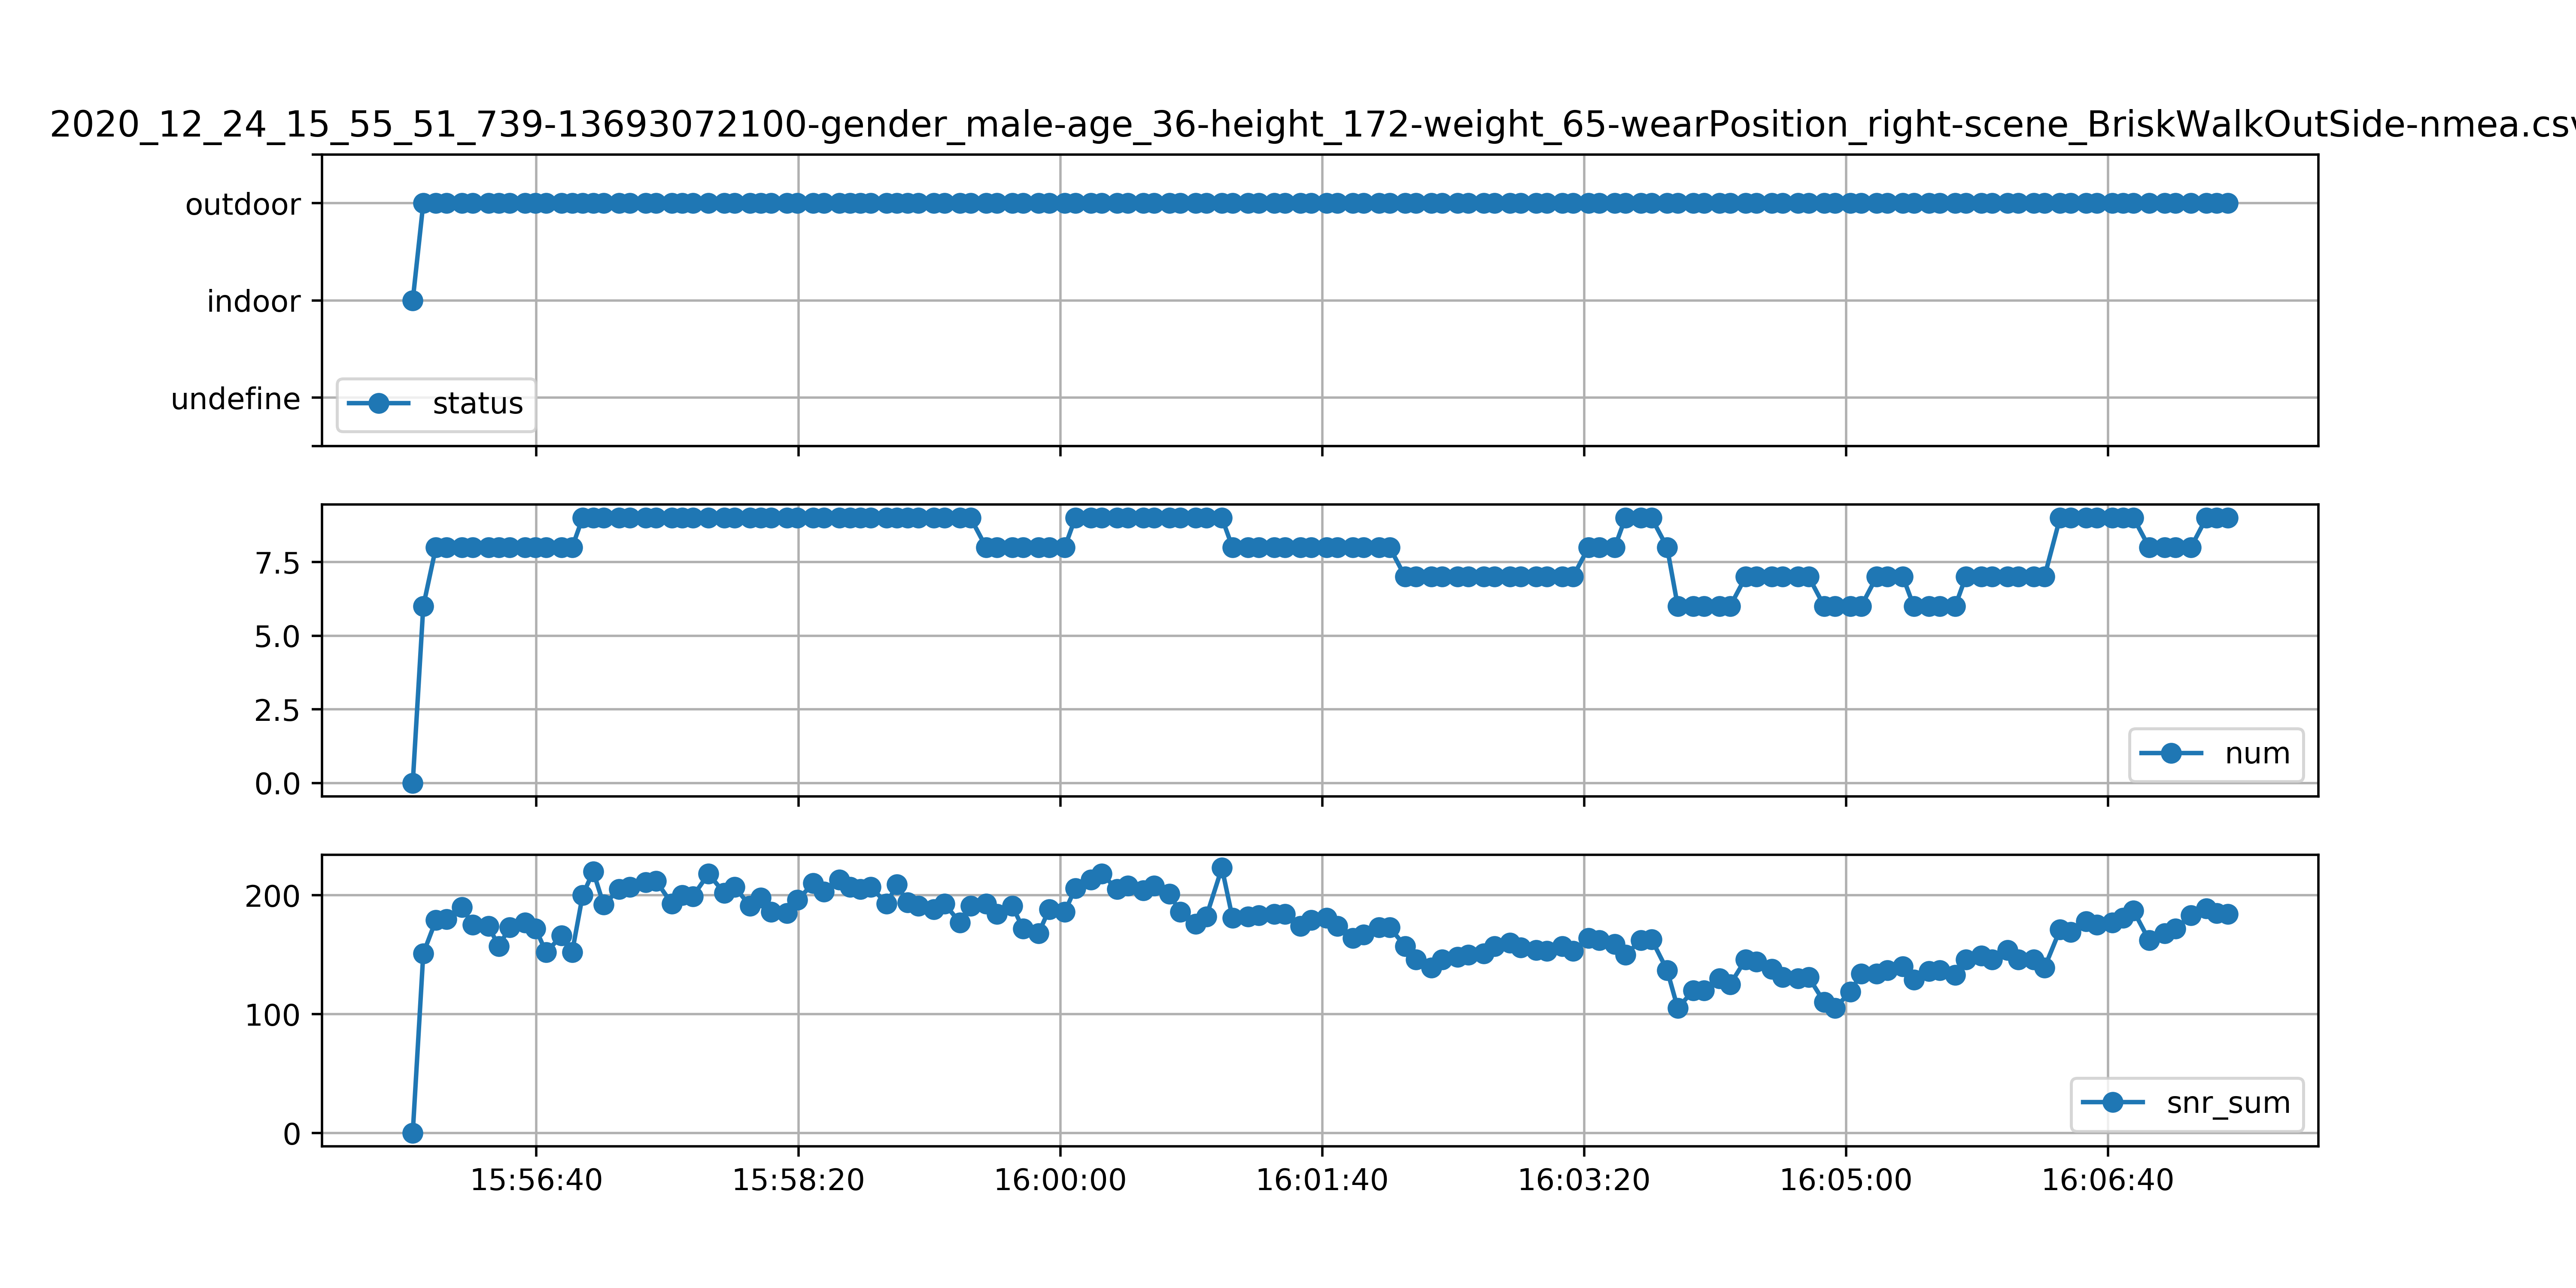 2020_12_24_15_55_51_739-13693072100-gender_male-age_36-height_172-weight_65-wearPosition_right-scene_BriskWalkOutSide-nmea.csv
outdoor
indoor
undefine
status
7.5
5.0
2.5
0.0
num
200
100
0
snr_sum
15:56:40 15:58:20 16:00:00 16:01:40 16:03:20 16:05:00 16:06:40